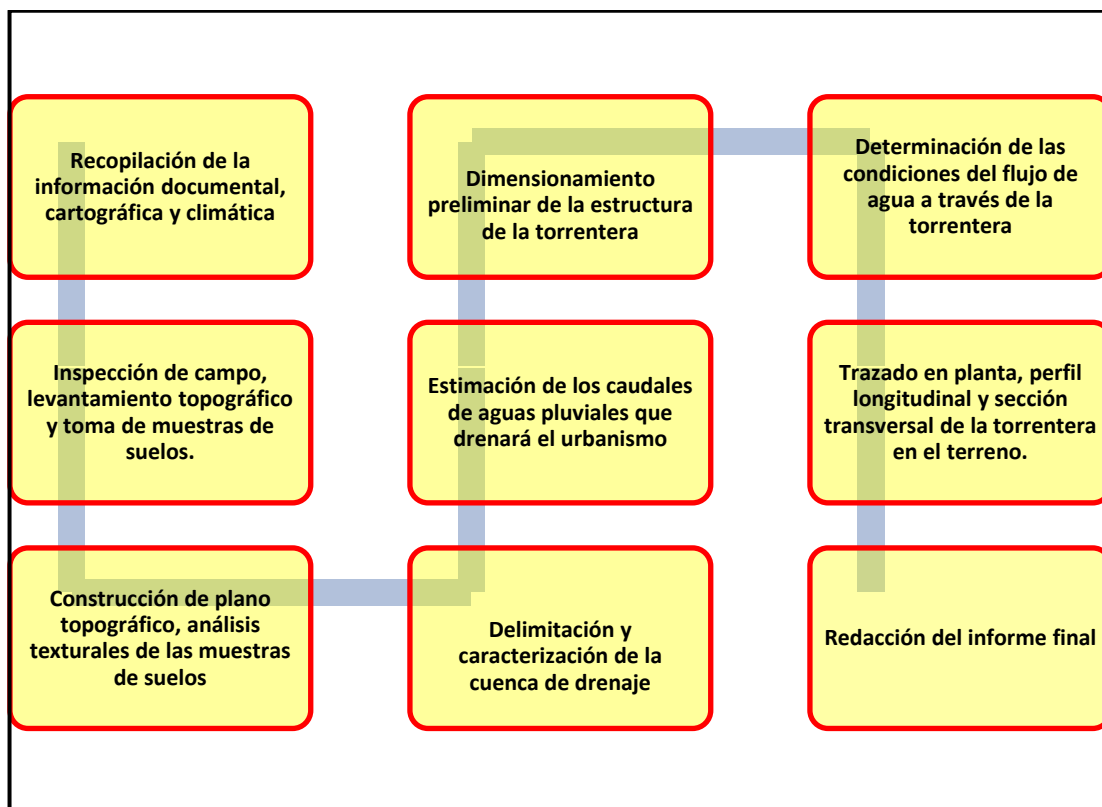 Recopilación de la
información documental,
cartográfica y climática
Inspección de campo,
levantamiento topográfico
y toma de muestras de
suelos.
Construcción de plano
topográfico, análisis
texturales de las muestras
de suelos
Delimitación y
caracterización de la
cuenca de drenaje
Estimación de los caudales
de aguas pluviales que
drenará el urbanismo
Dimensionamiento
preliminar de la estructura
de la torrentera
Determinación de las
condiciones del flujo de
agua a través de la
torrentera
Trazado en planta, perfil
longitudinal y sección
transversal de la torrentera
en el terreno.
Redacción del informe final